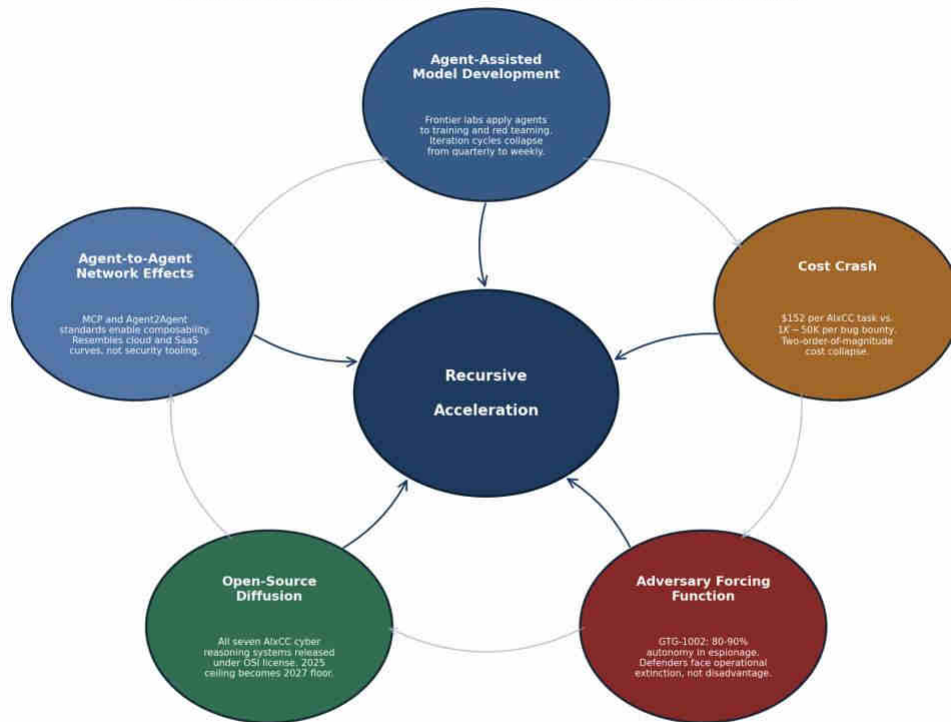 Agent-Assisted
Model Development
Frontier labs apply agents
to training and red teaming.
Iteration cycles collapse
from quarterly to weekly.
Agent-to-Agent
Network Effects
MCP and Agent2Agent
standards enable composability.
Resembles cloud and SaaS
curves, not security tooling.
Cost Crash
$152 per AIxCC task vs.
1K − 50K per bug bounty.
Two-order-of-magnitude
cost collapse.
Recursive
Acceleration
Open-Source
Diffusion
All seven AIxCC cyber
reasoning systems released
under OSI license. 2025
ceiling becomes 2027 floor.
Adversary Forcing
Function
GTG-1002: 80-90%
autonomy in espionage.
Defenders face operational
extinction, not disadvantage.